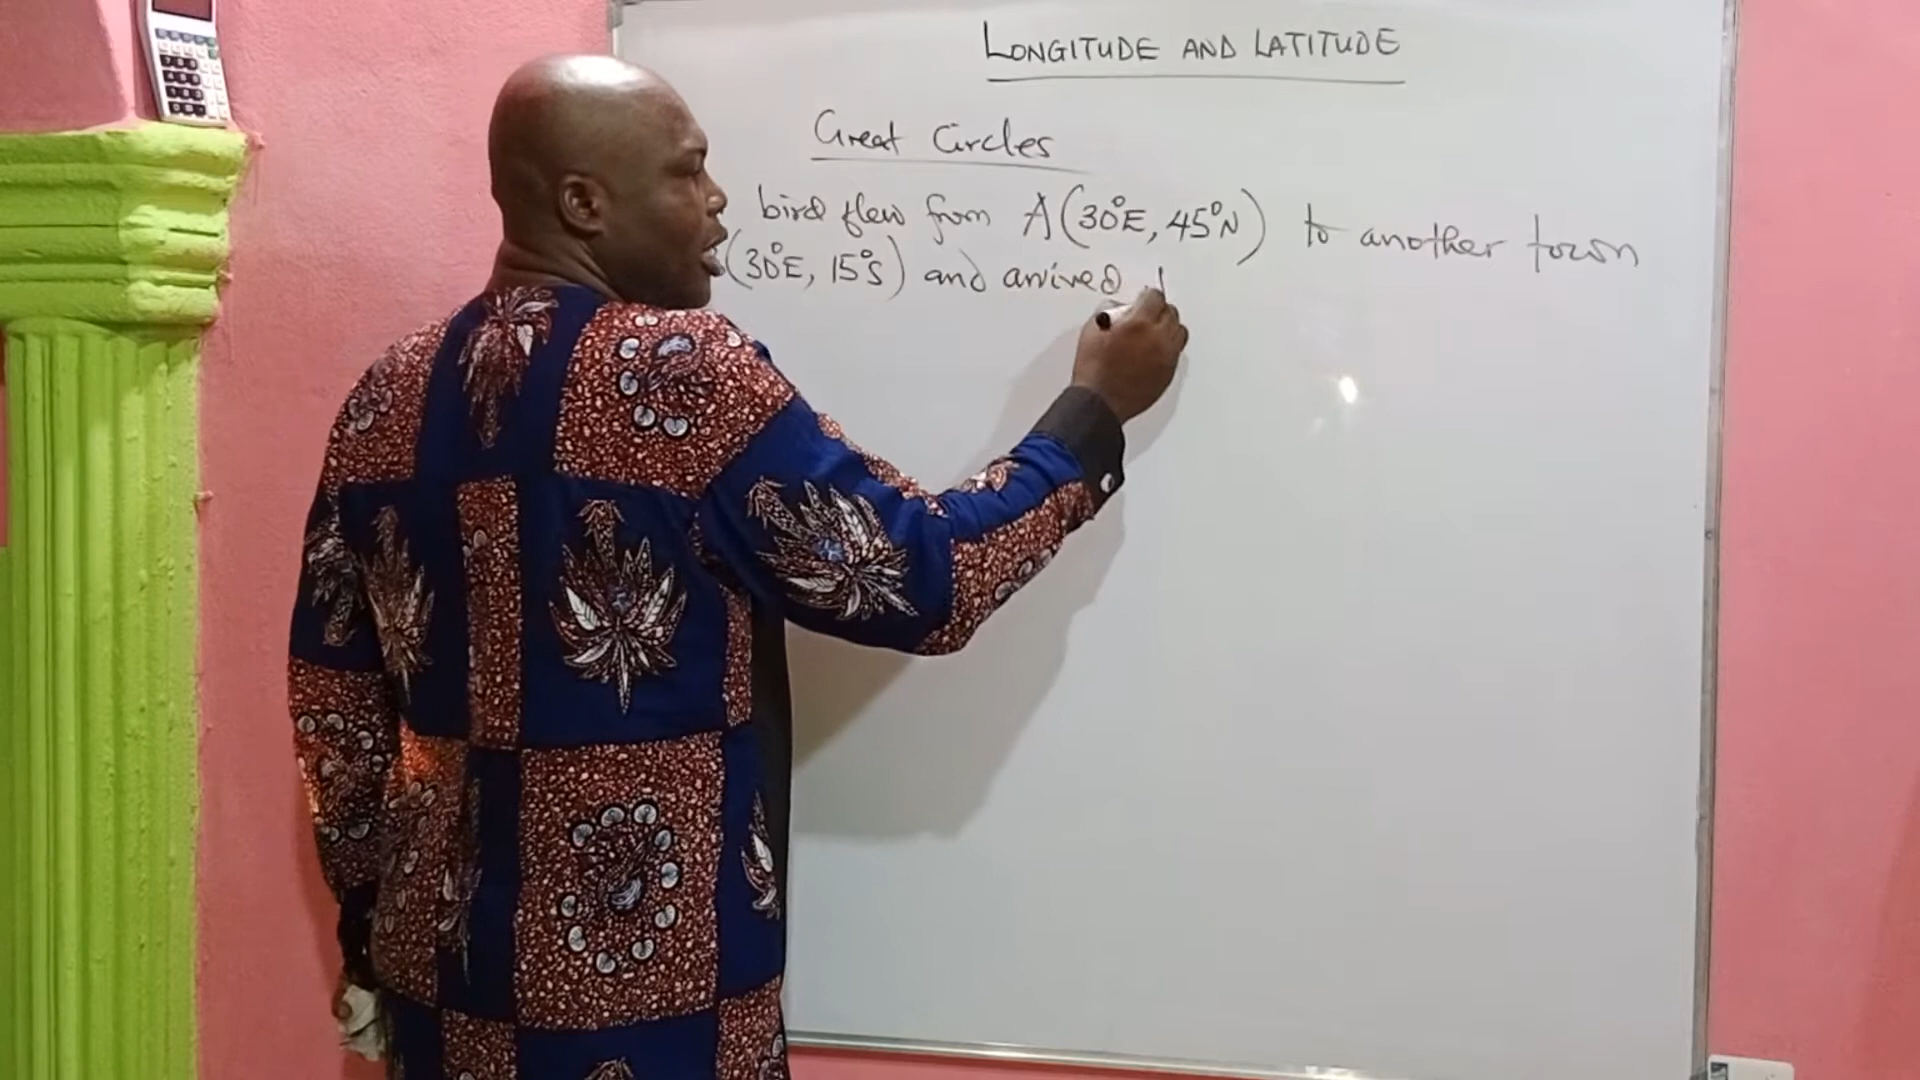 LONGITUDE AND LATITUDE
Great Circles
bird flew from A(30°E, 45°N) to another town
(30°E, 15°S) and arrived